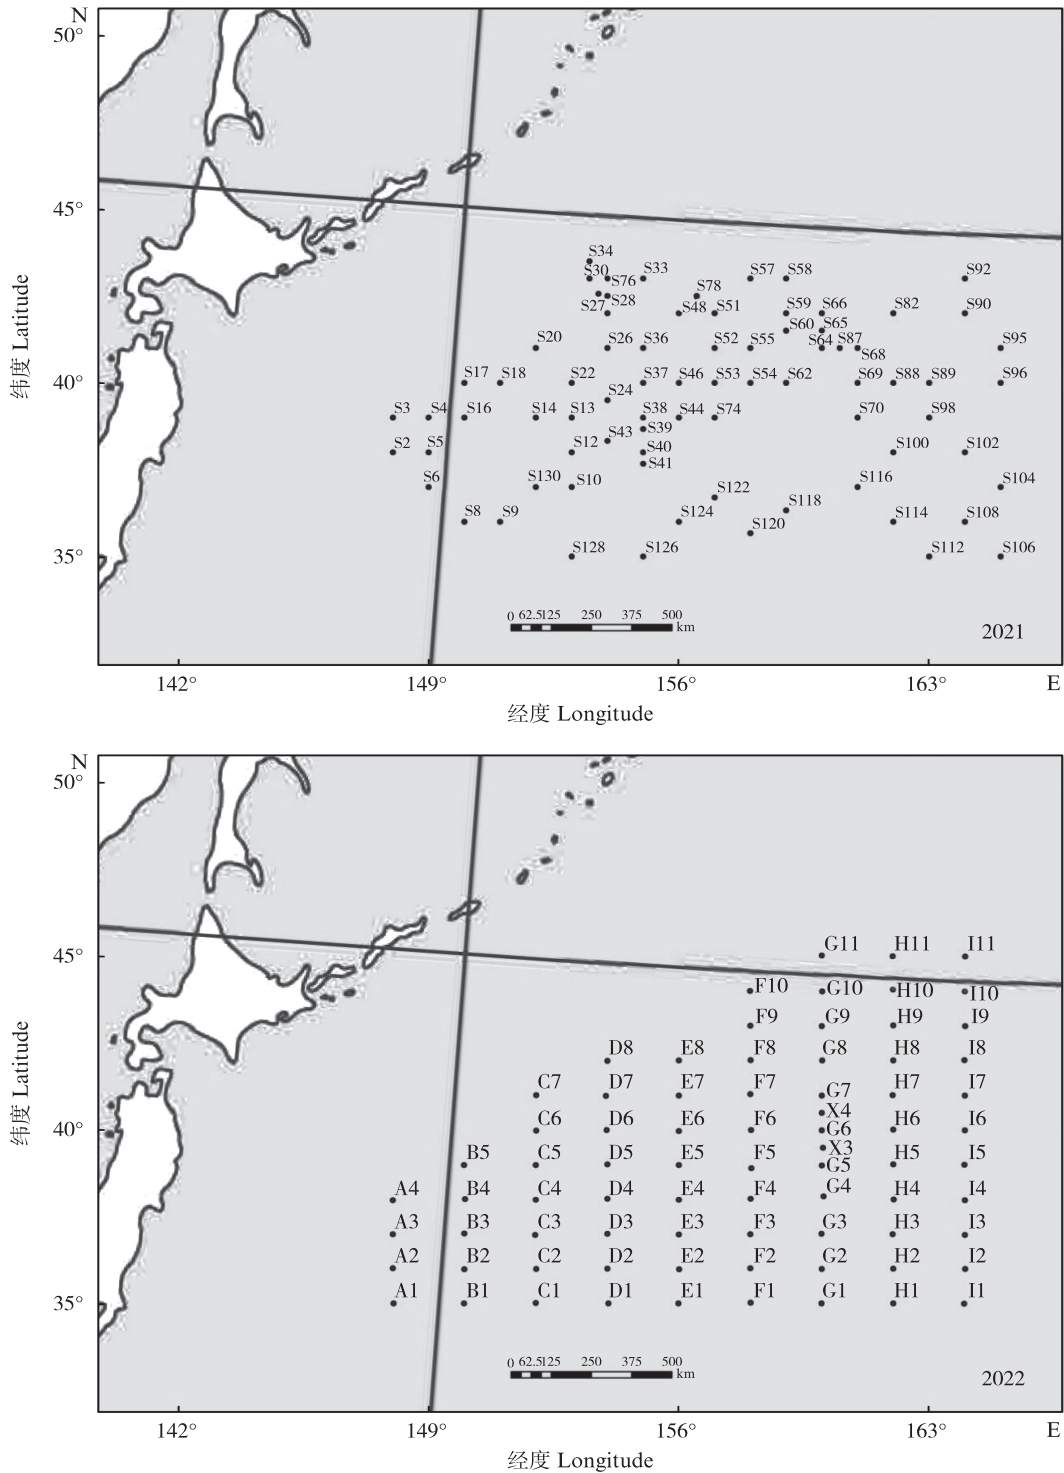 N
50°
45°
40°
35°
纬度 Latitude
S34
S30 S76 S33 S57 S58 S92
S27 S28 S78
S48 S51 S59 S66 S82 S90
S60 S65
S20 S26 S36 S52 S55 S64 S87 S68 S95
S17 S18 S22 S37 S46 S53 S54 S62 S69 S88 S89 S96
S24
S3 S4 S16 S14 S13 S38 S44 S74 S70 S98
S39
S43
S2 S5 S12 S40 S100 S102
S41
S6 S130 S10 S116 S104
S122
S118
S8 S9 S124 S120 S114 S108
S128 S126 S112 S106
0 62.5 125 250 375 500
km
2021
142° 149° 156° 163° E
经度 Longitude
N
50°
45°
40°
35°
纬度 Latitude
G11 H11 I11
F10 G10 H10 I10
F9 G9 H9 I9
D8 E8 F8 G8 H8 I8
C7 D7 E7 F7 G7 H7 I7
X4
C6 D6 E6 F6 G6 H6 I6
X3
B5 C5 D5 E5 F5 G5 H5 I5
A4 B4 C4 D4 E4 F4 G4 H4 I4
A3 B3 C3 D3 E3 F3 G3 H3 I3
A2 B2 C2 D2 E2 F2 G2 H2 I2
A1 B1 C1 D1 E1 F1 G1 H1 I1
0 62.5 125 250 375 500
km
2022
142° 149° 156° 163° E
经度 Longitude